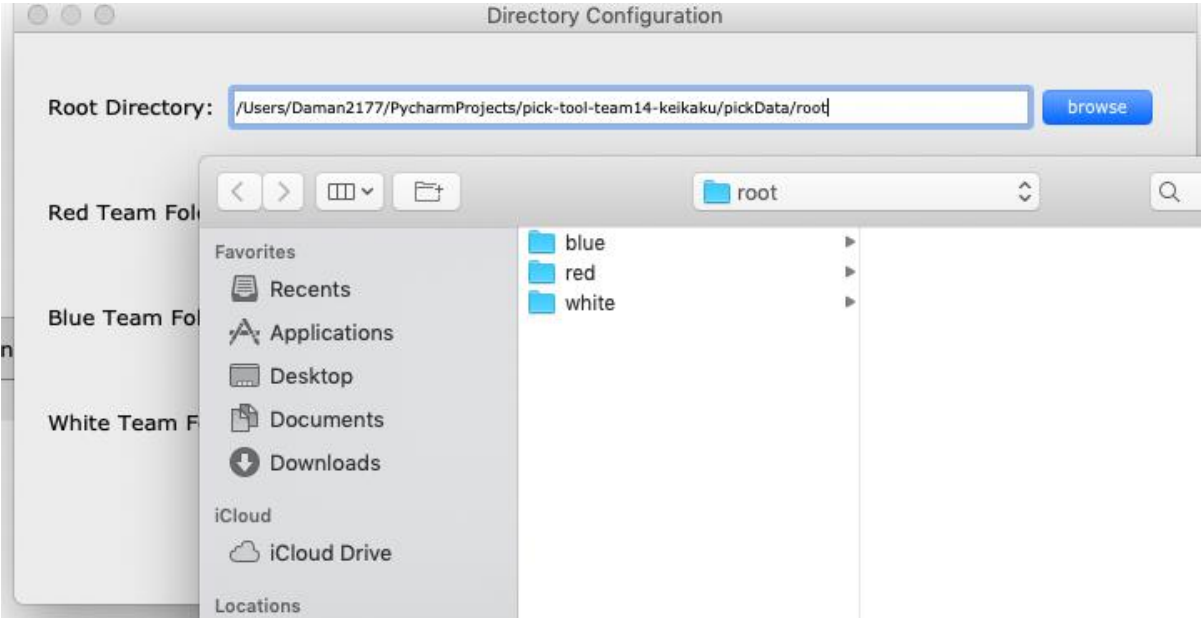 Directory Configuration
Root Directory: /Users/Daman2177/PycharmProjects/pick-tool-team14-keikaku/pickData/root browse
root
Red Team Fol
blue
Favorites
red
Recents
white
Blue Team Fol
Applications
n
Desktop
White Team F
Documents
Downloads
iCloud
iCloud Drive
Locations